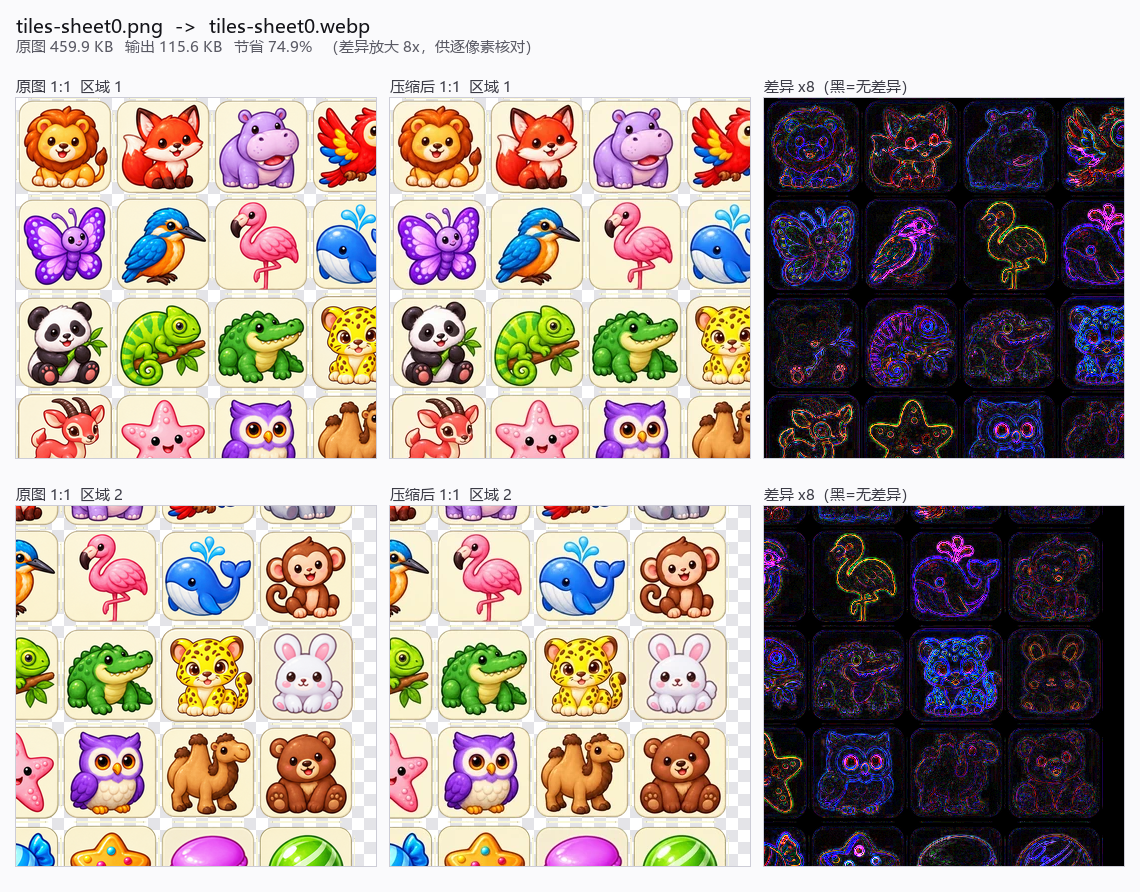 tiles-sheet0.png -> tiles-sheet0.webp
原图 459.9 KB 输出 115.6 KB 节省 74.9% （差异放大 8x，供逐像素核对）
原图 1:1 区域 1 压缩后 1:1 区域 1 差异 x8（黑=无差异）
原图 1:1 区域 2 压缩后 1:1 区域 2 差异 x8（黑=无差异）